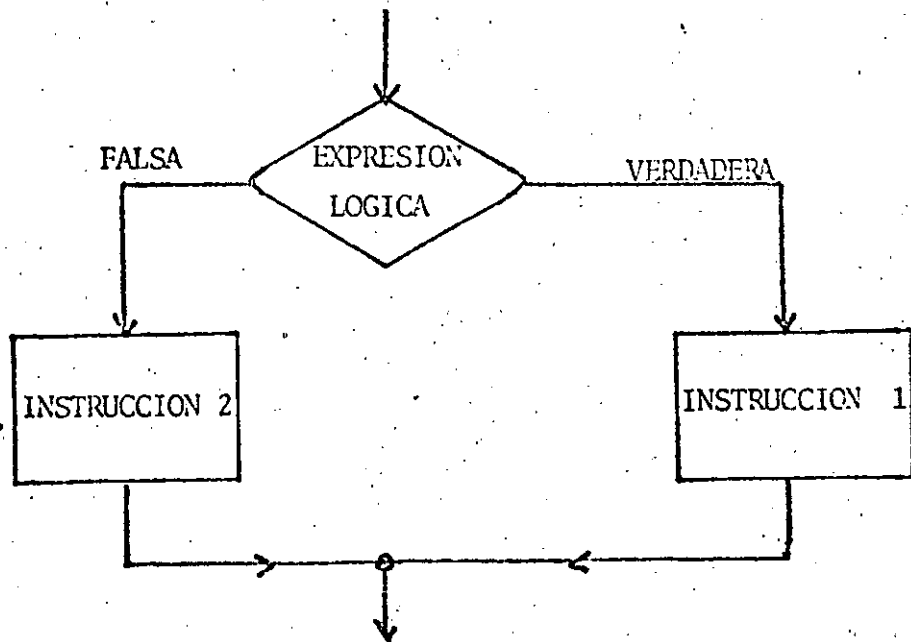 FALSA
EXPRESION
LOGICA
VERDADERA
INSTRUCCION 2
INSTRUCCION 1